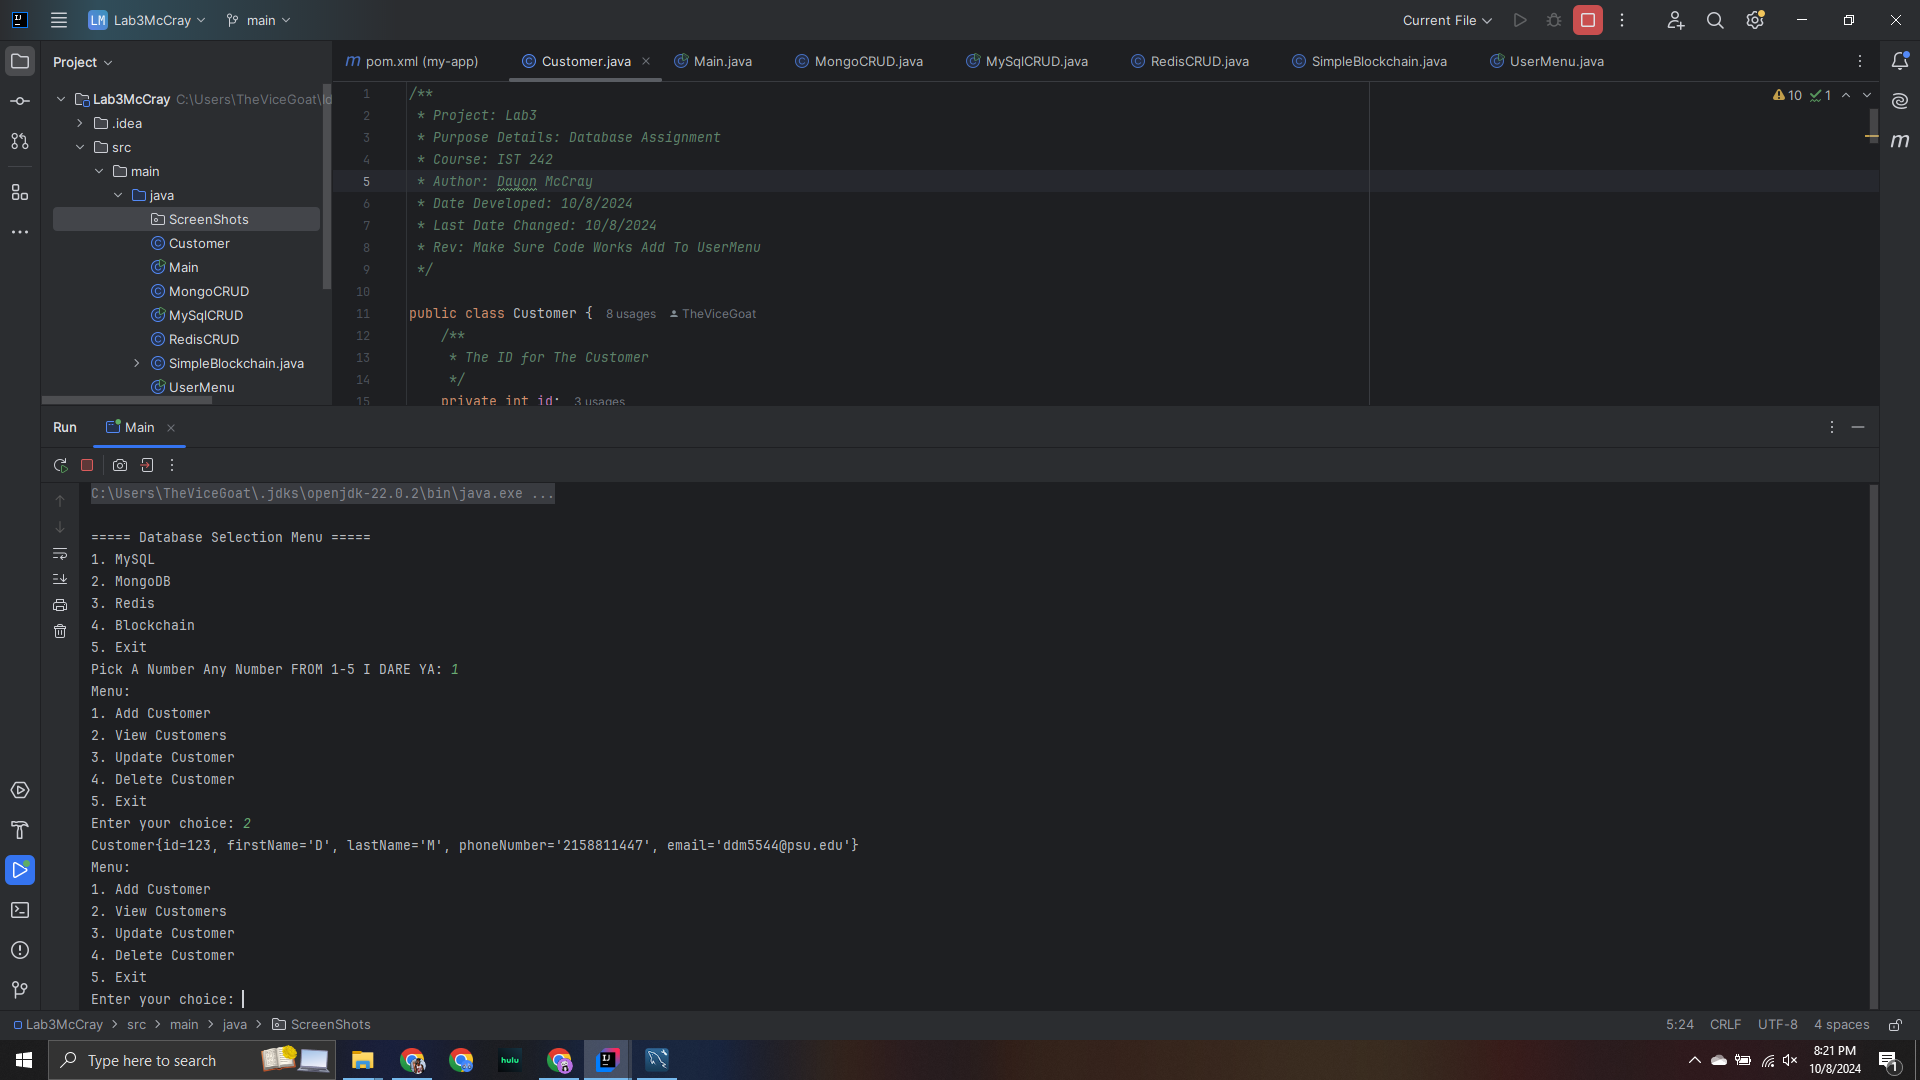 LM Lab3McCray main Current File
Project
Lab3McCray C:\Users\TheViceGoat\Id
.idea
src
main
java
ScreenShots
Customer
Main
MongoCRUD
MySqlCRUD
RedisCRUD
SimpleBlockchain.java
UserMenu
m pom.xml (my-app) Customer.java Main.java MongoCRUD.java MySqlCRUD.java RedisCRUD.java SimpleBlockchain.java UserMenu.java
10 1
1 /**
2 * Project: Lab3
3 * Purpose Details: Database Assignment
4 * Course: IST 242
5 * Author: Dayon McCray
6 * Date Developed: 10/8/2024
7 * Last Date Changed: 10/8/2024
8 * Rev: Make Sure Code Works Add To UserMenu
9 */
10
11 public class Customer { 8 usages TheViceGoat
12 /**
13 * The ID for The Customer
14 */
15 private int id; 3 usages
Run Main
C:\Users\TheViceGoat\.jdks\openjdk-22.0.2\bin\java.exe ...
===== Database Selection Menu =====
1. MySQL
2. MongoDB
3. Redis
4. Blockchain
5. Exit
Pick A Number Any Number FROM 1-5 I DARE YA: 1
Menu:
1. Add Customer
2. View Customers
3. Update Customer
4. Delete Customer
5. Exit
Enter your choice: 2
Customer{id=123, firstName='D', lastName='M', phoneNumber='2158811447', email='ddm5544@psu.edu'}
Menu:
1. Add Customer
2. View Customers
3. Update Customer
4. Delete Customer
5. Exit
Enter your choice:
Lab3McCray > src > main > java > ScreenShots 5:24 CRLF UTF-8 4 spaces
Type here to search hulu 8:21 PM
10/8/2024 1